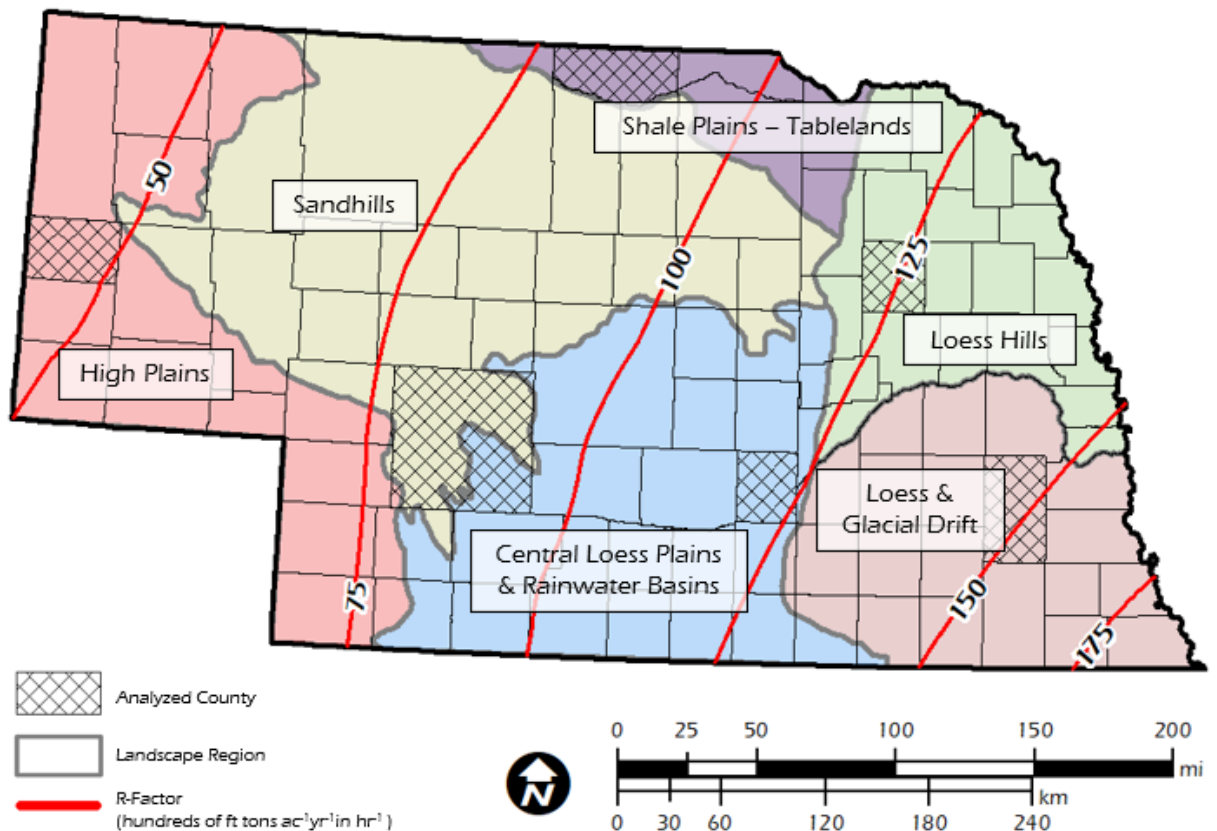 Shale Plains – Tablelands
50
Sandhills
125
100
Loess Hills
High Plains
Loess &
Glacial Drift
Central Loess Plains
& Rainwater Basins
75
150
175
Analyzed County
Landscape Region
R-Factor
(hundreds of ft tons ac⁻¹yr⁻¹in hr⁻¹ )
N
0 25 50 100 150 200
mi
km
0 30 60 120 180 240